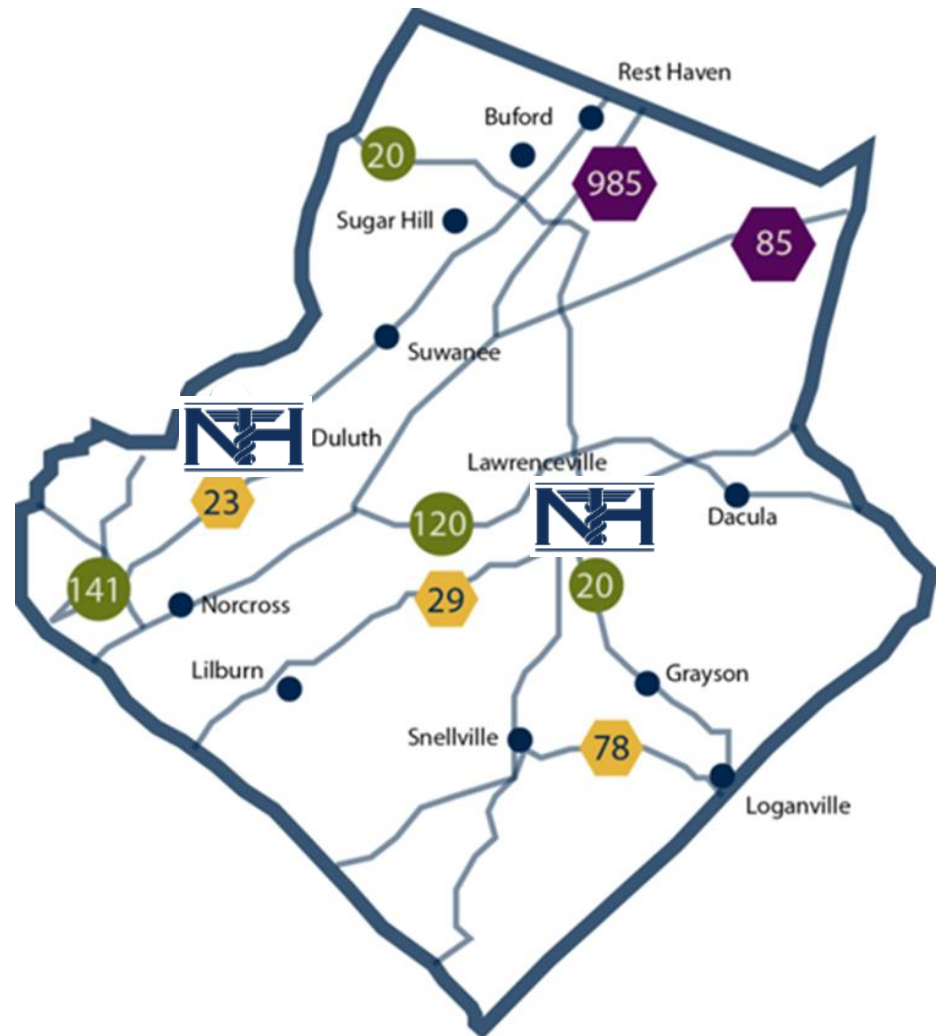 Rest Haven
Buford
20
985
Sugar Hill
85
Suwanee
NH
Duluth
Lawrenceville
23
120
NH
Dacula
141
Norcross
29
20
Lilburn
Grayson
Snellville
78
Loganville